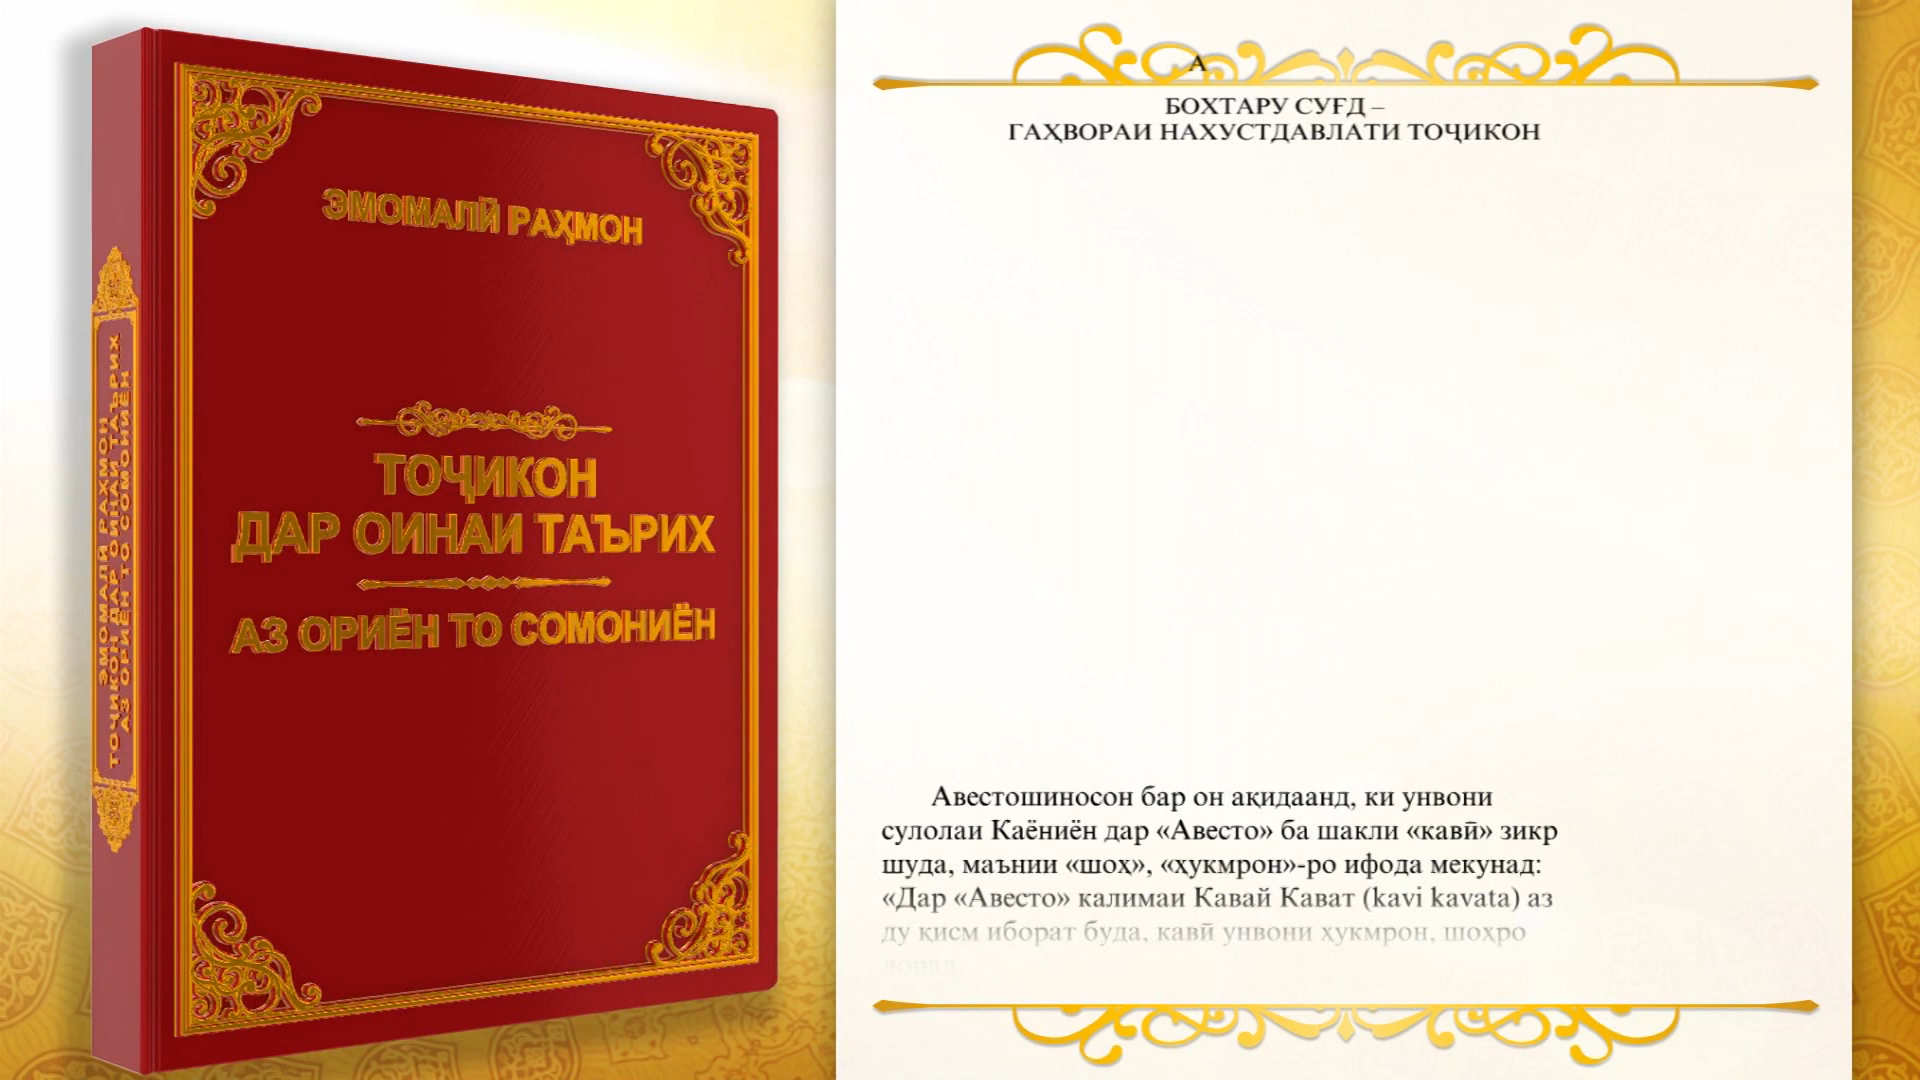 ЭМОМАЛӢ РАҲМОН
ТОҶИКОН
ДАР ОИНАИ ТАЪРИХ
АЗ ОРИЁН ТО СОМОНИЁН
ЭМОМАЛӢ РАҲМОН
ТОҶИКОН ДАР ОИНАИ ТАЪРИХ
АЗ ОРИЁН ТО СОМОНИЁН
А
БОХТАРУ СУҒД –
ГАҲВОРАИ НАХУСТДАВЛАТИ ТОҶИКОН
Авестошиносон бар он ақидаанд, ки унвони
сулолаи Каёниён дар «Авесто» ба шакли «кавӣ» зикр
шуда, маънии «шоҳ», «ҳукмрон»-ро ифода мекунад:
«Дар «Авесто» калимаи Кавай Кават (kavi kavata) аз
ду қисм иборат буда, кавӣ унвони ҳукмрон, шоҳро